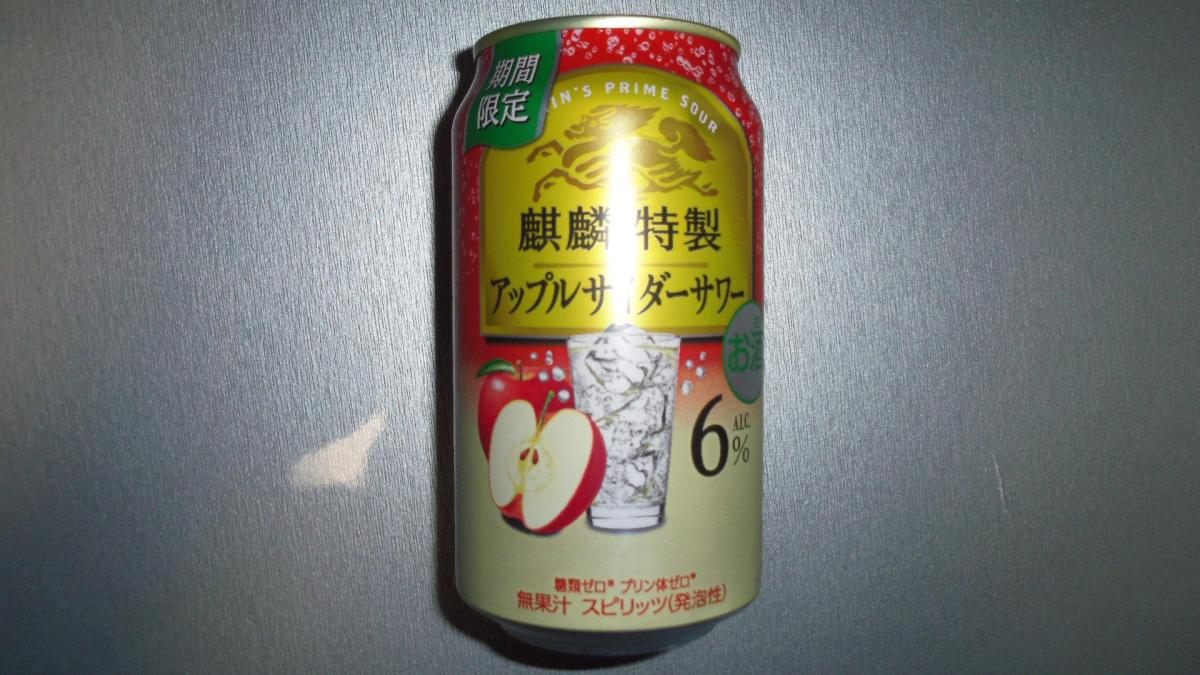 期間
限定
KIRIN'S PRIME SOUR
麒麟特製
アップルサイダーサワー
お酒
6
ALC.
%
糖類ゼロ* プリン体ゼロ*
無果汁 スピリッツ(発泡性)